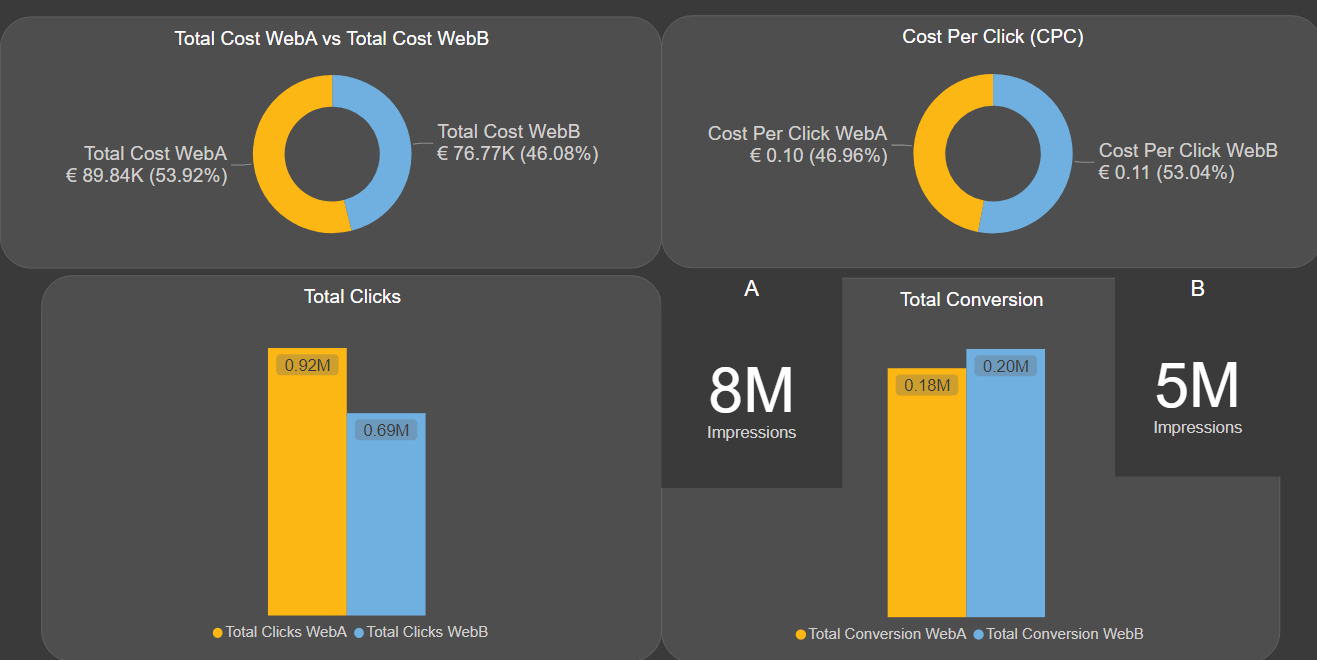 Total Cost WebA vs Total Cost WebB
Total Cost WebB
€ 76.77K (46.08%)
Total Cost WebA
€ 89.84K (53.92%)
Cost Per Click (CPC)
Cost Per Click WebA
€ 0.10 (46.96%)
Cost Per Click WebB
€ 0.11 (53.04%)
Total Clicks
0.92M
0.69M
Total Clicks WebA Total Clicks WebB
A
8M
Impressions
Total Conversion
0.18M
0.20M
Total Conversion WebA Total Conversion WebB
B
5M
Impressions